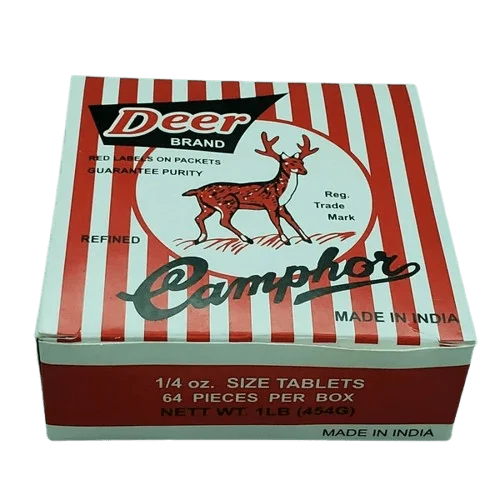 Deer
BRAND
RED LABELS ON PACKETS
GUARANTEE PURITY
Reg.
Trade
Mark
REFINED
Camphor
MADE IN INDIA
1/4 oz. SIZE TABLETS
64 PIECES PER BOX
NETT WT. 1LB (454G)
MADE IN INDIA